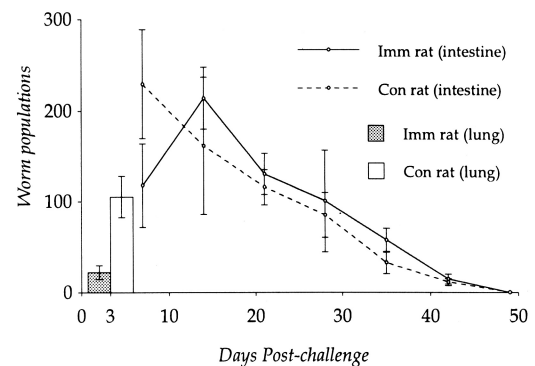 300
200
100
0
Worm populations
Imm rat (intestine)
Con rat (intestine)
Imm rat (lung)
Con rat (lung)
0 3 10 20 30 40 50
Days Post-challenge